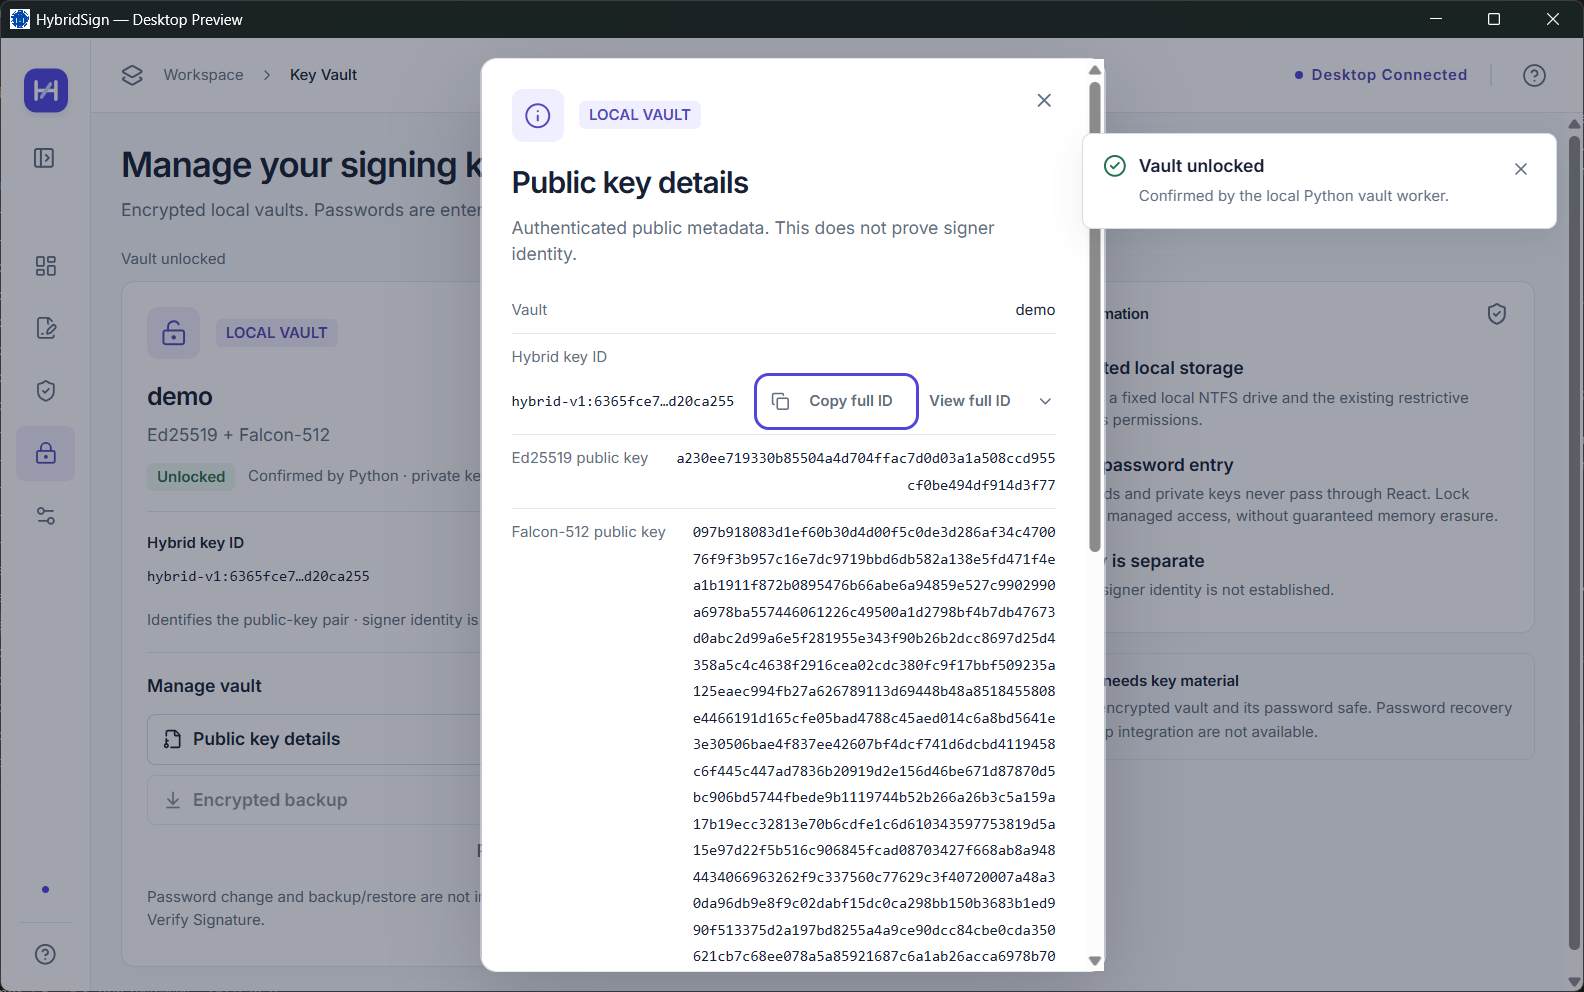 HybridSign — Desktop Preview
Workspace > Key Vault
Desktop Connected
Manage your signing k
Encrypted local vaults. Passwords are enter
Vault unlocked
LOCAL VAULT
demo
Ed25519 + Falcon-512
Unlocked
Confirmed by Python · private ke
Hybrid key ID
hybrid-v1:6365fce7…d20ca255
Identifies the public-key pair · signer identity is
Manage vault
Public key details
Encrypted backup
Password change and backup/restore are not i
Verify Signature.
LOCAL VAULT
Public key details
Authenticated public metadata. This does not prove signer
identity.
Vault
demo
Hybrid key ID
hybrid-v1:6365fce7…d20ca255
Copy full ID
View full ID
Ed25519 public key
a230ee719330b85504a4d704ffac7d0d03a1a508ccd955
cf0be494df914d3f77
Falcon-512 public key
097b918083d1ef60b30d4d00f5c0de3d286af34c4700
76f9f3b957c16e7dc9719bbd6db582a138e5fd471f4e
a1b1911f872b0895476b66abe6a94859e527c9902990
a6978ba557446061226c49500a1d2798bf4b7db47673
d0abc2d99a6e5f281955e343f90b26b2dcc8697d25d4
358a5c4c4638f2916cea02cdc380fc9f17bbf509235a
125eaec994fb27a626789113d69448b48a8518455808
e4466191d165cfe05bad4788c45aed014c6a8bd5641e
3e30506bae4f837ee42607bf4dcf741d6dcbd4119458
c6f445c447ad7836b20919d2e156d46be671d87870d5
bc906bd5744fbede9b1119744b52b266a26b3c5a159a
17b19ecc32813e70b6cdfe1c6d610343597753819d5a
15e97d22f5b516c906845fcad08703427f668ab8a948
4434066963262f9c337560c77629c3f40720007a48a3
0da96db9e8f9c02dabf15dc0ca298bb150b3683b1ed9
90f513375d2a197bd8255a4a9ce90dcc84cbe0cda350
621cb7c68ee078a5a85921687c6a1ab26acca6978b70
Vault unlocked
Confirmed by the local Python vault worker.
mation
ted local storage
a fixed local NTFS drive and the existing restrictive
s permissions.
password entry
ds and private keys never pass through React. Lock
managed access, without guaranteed memory erasure.
y is separate
signer identity is not established.
needs key material
encrypted vault and its password safe. Password recovery
p integration are not available.